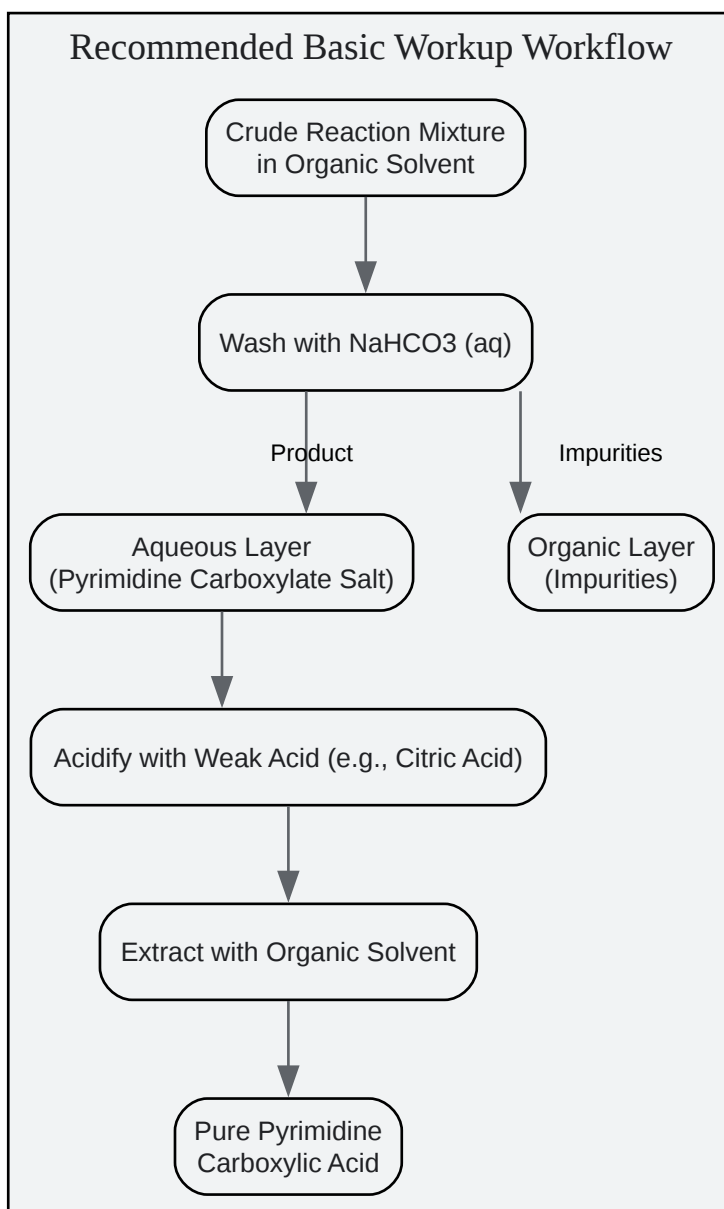 Recommended Basic Workup Workflow
Crude Reaction Mixture
in Organic Solvent
Wash with NaHCO3 (aq)
Product
Impurities
Aqueous Layer
(Pyrimidine Carboxylate Salt)
Organic Layer
(Impurities)
Acidify with Weak Acid (e.g., Citric Acid)
Extract with Organic Solvent
Pure Pyrimidine
Carboxylic Acid